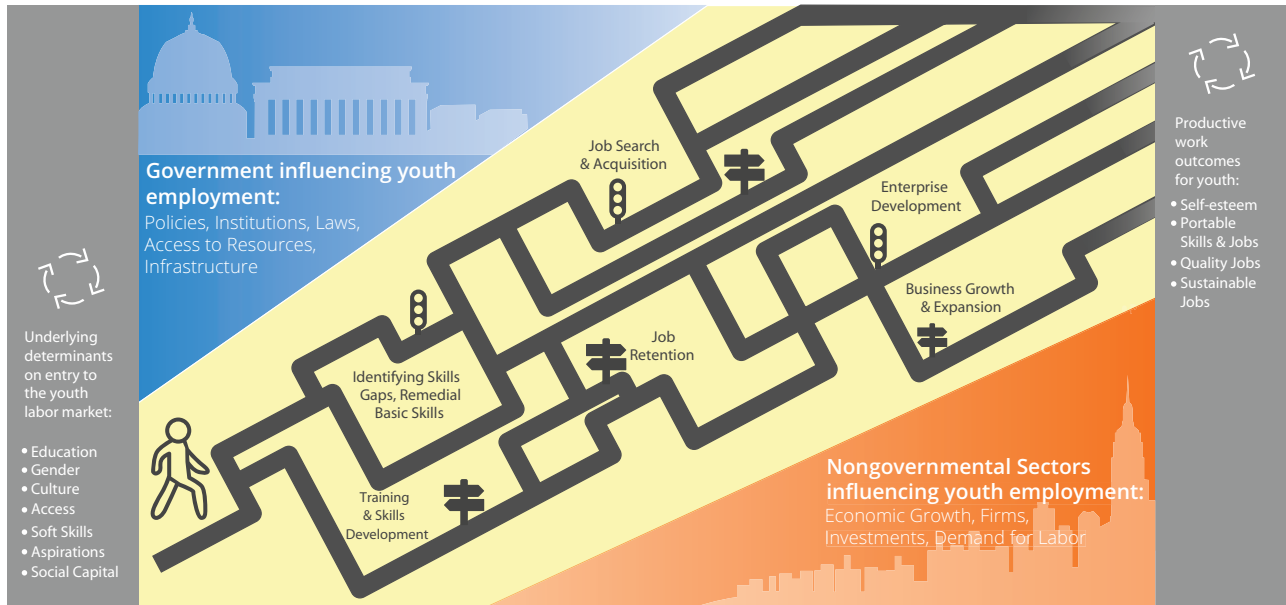 Underlying
determinants
on entry to
the youth
labor market:
• Education
• Gender
• Culture
• Access
• Soft Skills
• Aspirations
• Social Capital
Government influencing youth
employment:
Policies, Institutions, Laws,
Access to Resources,
Infrastructure
Job Search
& Acquisition
Enterprise
Development
Business Growth
& Expansion
Job
Retention
Identifying Skills
Gaps, Remedial
Basic Skills
Training
& Skills
Development
Nongovernmental Sectors
influencing youth employment:
Economic Growth, Firms,
Investments, Demand for Labor
Productive
work
outcomes
for youth:
• Self-esteem
• Portable
Skills & Jobs
• Quality Jobs
• Sustainable
Jobs